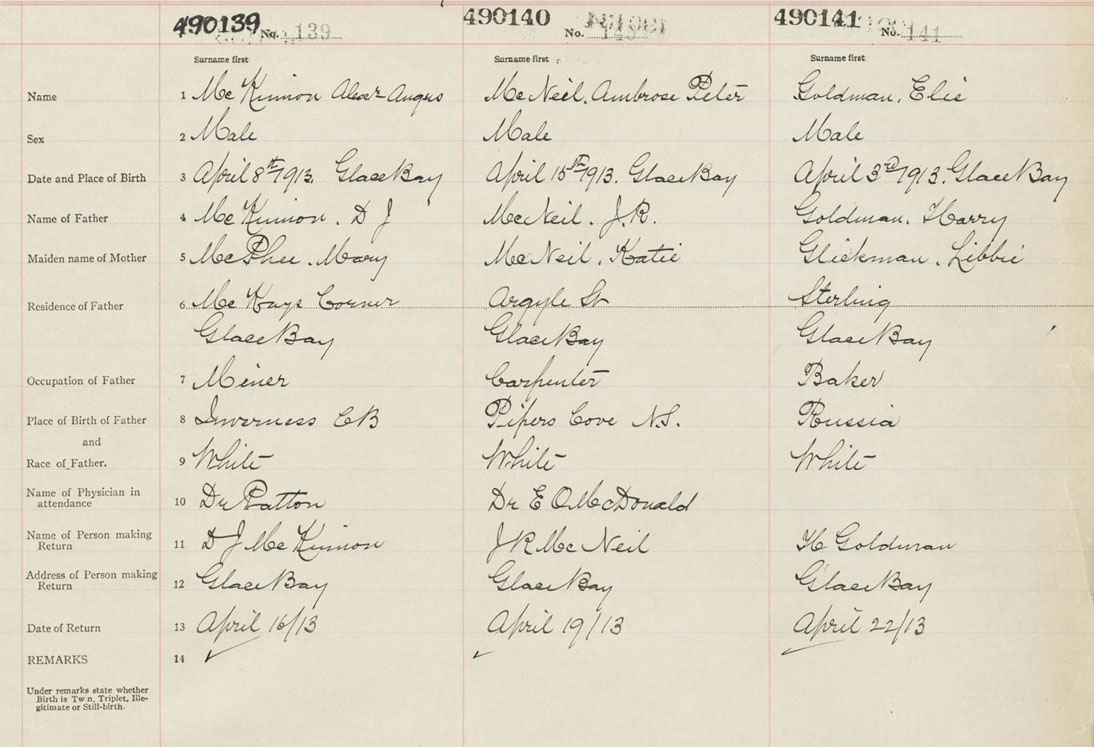 490139 No. 139 490140 No. 140 490141 No. 141
Surname first Surname first Surname first
Name 1 McKinnon Alexr Angus McNeil, Ambrose Peter Goldman, Elie
Sex 2 Male Male Male
Date and Place of Birth 3 April 8th 1913, Glace Bay April 15th 1913, Glace Bay April 3rd 1913, Glace Bay
Name of Father 4 McKinnon, D J McNeil, J.R. Goldman, Harry
Maiden name of Mother 5 McPhee, Mary McNeil, Katie Glickman, Libbie
Residence of Father 6 McKays Corner Argyle St Sterling
Glace Bay Glace Bay Glace Bay
Occupation of Father 7 Miner Carpenter Baker
Place of Birth of Father 8 Inverness CB Pipers Cove N.S. Russia
and
Race of Father. 9 White White White
Name of Physician in
attendance 10 Dr Patton Dr E O McDonald
Name of Person making
Return 11 D J McKinnon J R McNeil H Goldman
Address of Person making
Return 12 Glace Bay Glace Bay Glace Bay
Date of Return 13 April 16/13 April 19/13 April 22/13
REMARKS 14
Under remarks state whether
Birth is Twin, Triplet, Ille-
gitimate or Still-birth.